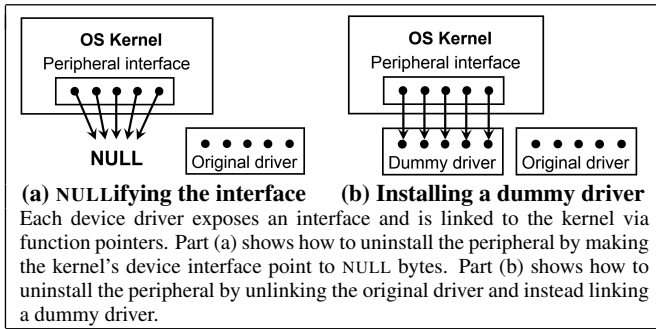 OS Kernel
Peripheral interface
NULL
Original driver
(a) NULLifying the interface
OS Kernel
Peripheral interface
Dummy driver
Original driver
(b) Installing a dummy driver
Each device driver exposes an interface and is linked to the kernel via
function pointers. Part (a) shows how to uninstall the peripheral by making
the kernel's device interface point to NULL bytes. Part (b) shows how to
uninstall the peripheral by unlinking the original driver and instead linking
a dummy driver.